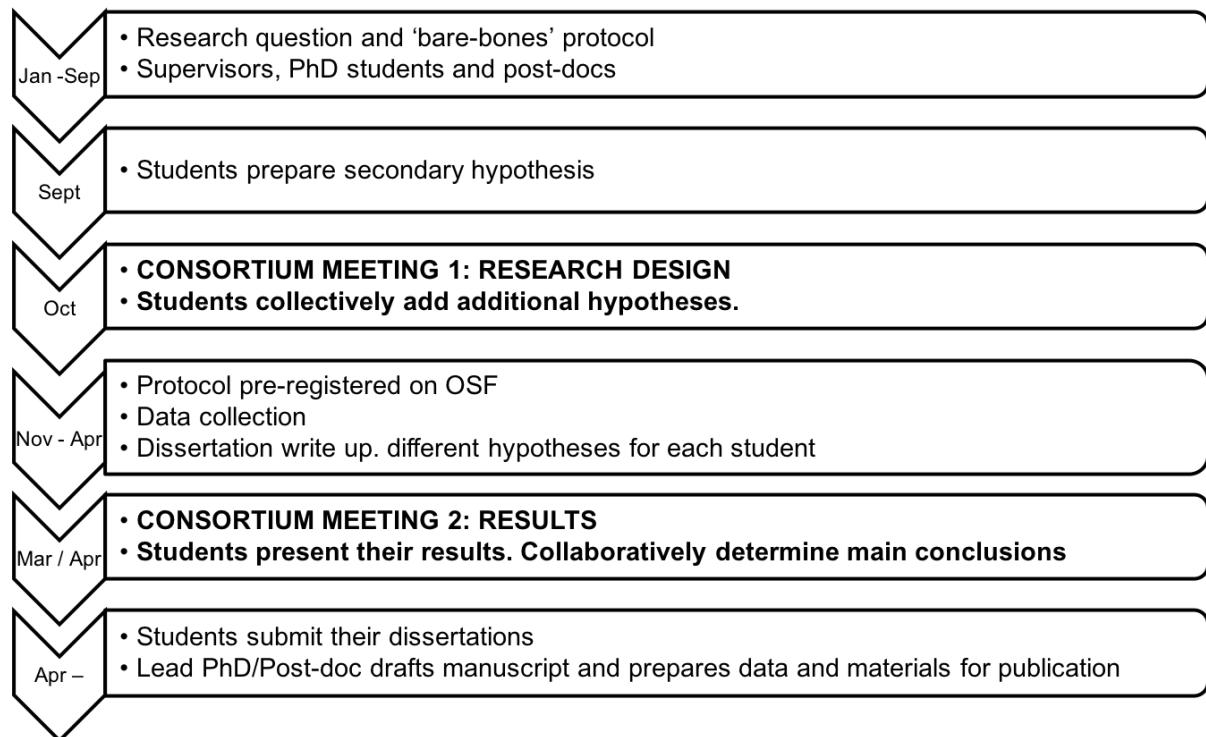 Jan -Sep
• Research question and ‘bare-bones’ protocol
• Supervisors, PhD students and post-docs
Sept
• Students prepare secondary hypothesis
Oct
• CONSORTIUM MEETING 1: RESEARCH DESIGN
• Students collectively add additional hypotheses.
Nov - Apr
• Protocol pre-registered on OSF
• Data collection
• Dissertation write up. different hypotheses for each student
Mar / Apr
• CONSORTIUM MEETING 2: RESULTS
• Students present their results. Collaboratively determine main conclusions
Apr –
• Students submit their dissertations
• Lead PhD/Post-doc drafts manuscript and prepares data and materials for publication